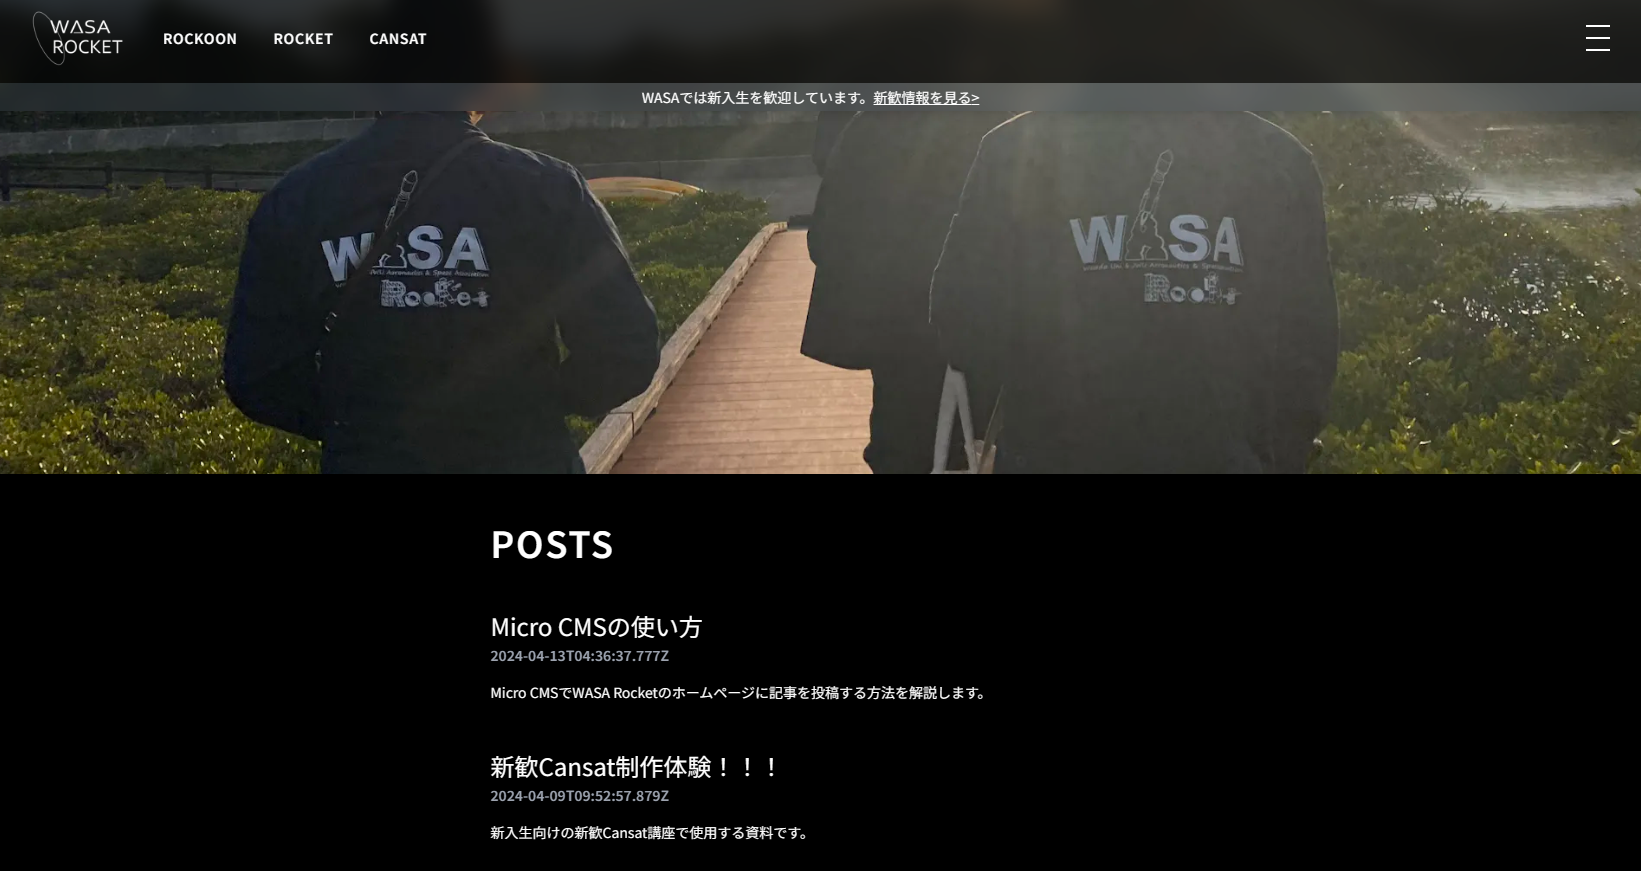 WASA
ROCKET
ROCKOON ROCKET CANSAT
WASAでは新入生を歓迎しています。新歓情報を見る>
WASA
Rocket
WASA
POSTS
Micro CMSの使い方
2024-04-13T04:36:37.777Z
Micro CMSでWASA Rocketのホームページに記事を投稿する方法を解説します。
新歓Cansat制作体験！！！
2024-04-09T09:52:57.879Z
新入生向けの新歓Cansat講座で使用する資料です。